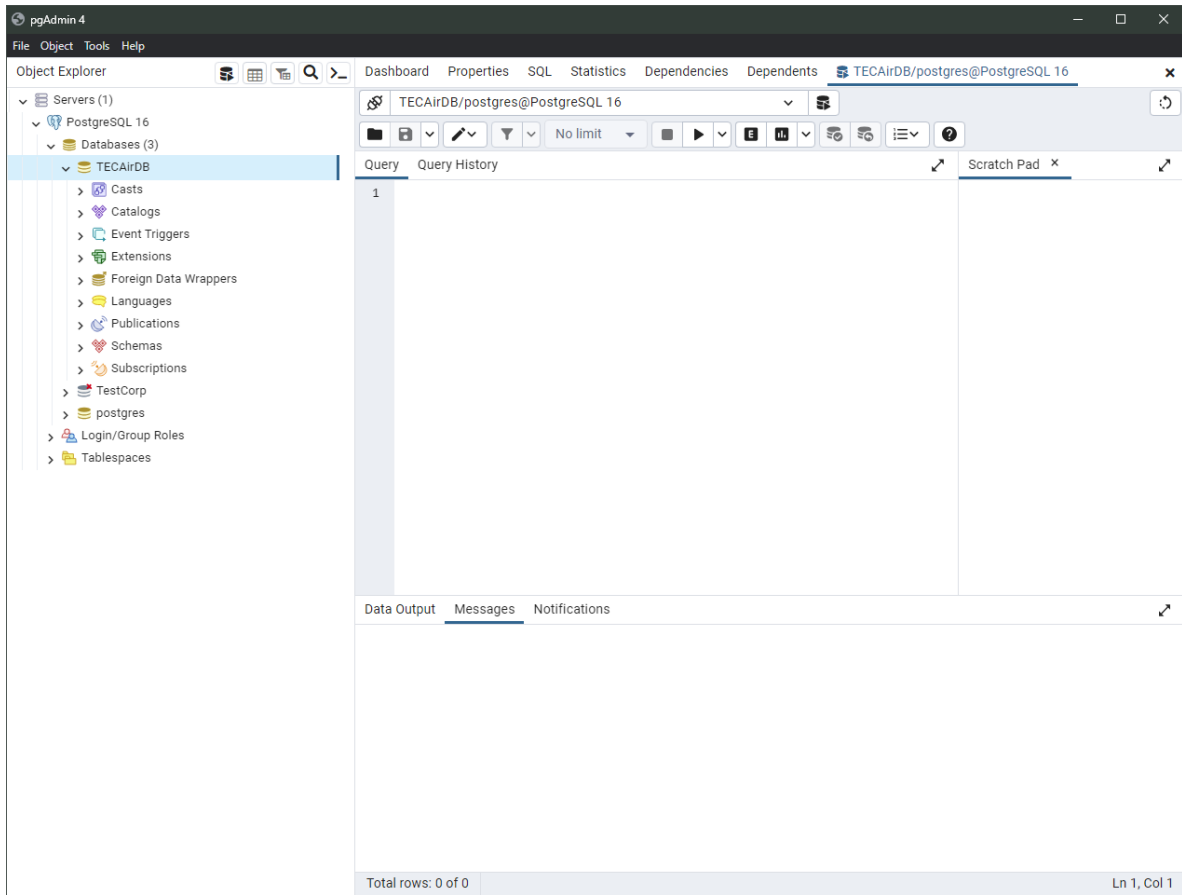 pgAdmin 4
File Object Tools Help
Object Explorer
Dashboard Properties SQL Statistics Dependencies Dependents TECAirDB/postgres@PostgreSQL 16
Servers (1)
PostgreSQL 16
Databases (3)
TECAirDB
Casts
Catalogs
Event Triggers
Extensions
Foreign Data Wrappers
Languages
Publications
Schemas
Subscriptions
TestCorp
postgres
Login/Group Roles
Tablespaces
TECAirDB/postgres@PostgreSQL 16
No limit
E
Query Query History
Scratch Pad
1
Data Output Messages Notifications
Total rows: 0 of 0
Ln 1, Col 1